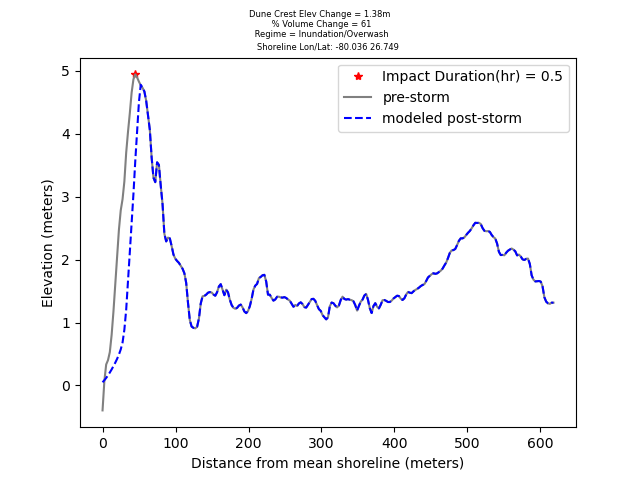 Dune Crest Elev Change = 1.38m
% Volume Change = 61
Regime = Inundation/Overwash
Shoreline Lon/Lat: -80.036 26.749
Impact Duration(hr) = 0.5
pre-storm
modeled post-storm
Elevation (meters)
5
4
3
2
1
0
0 100 200 300 400 500 600
Distance from mean shoreline (meters)